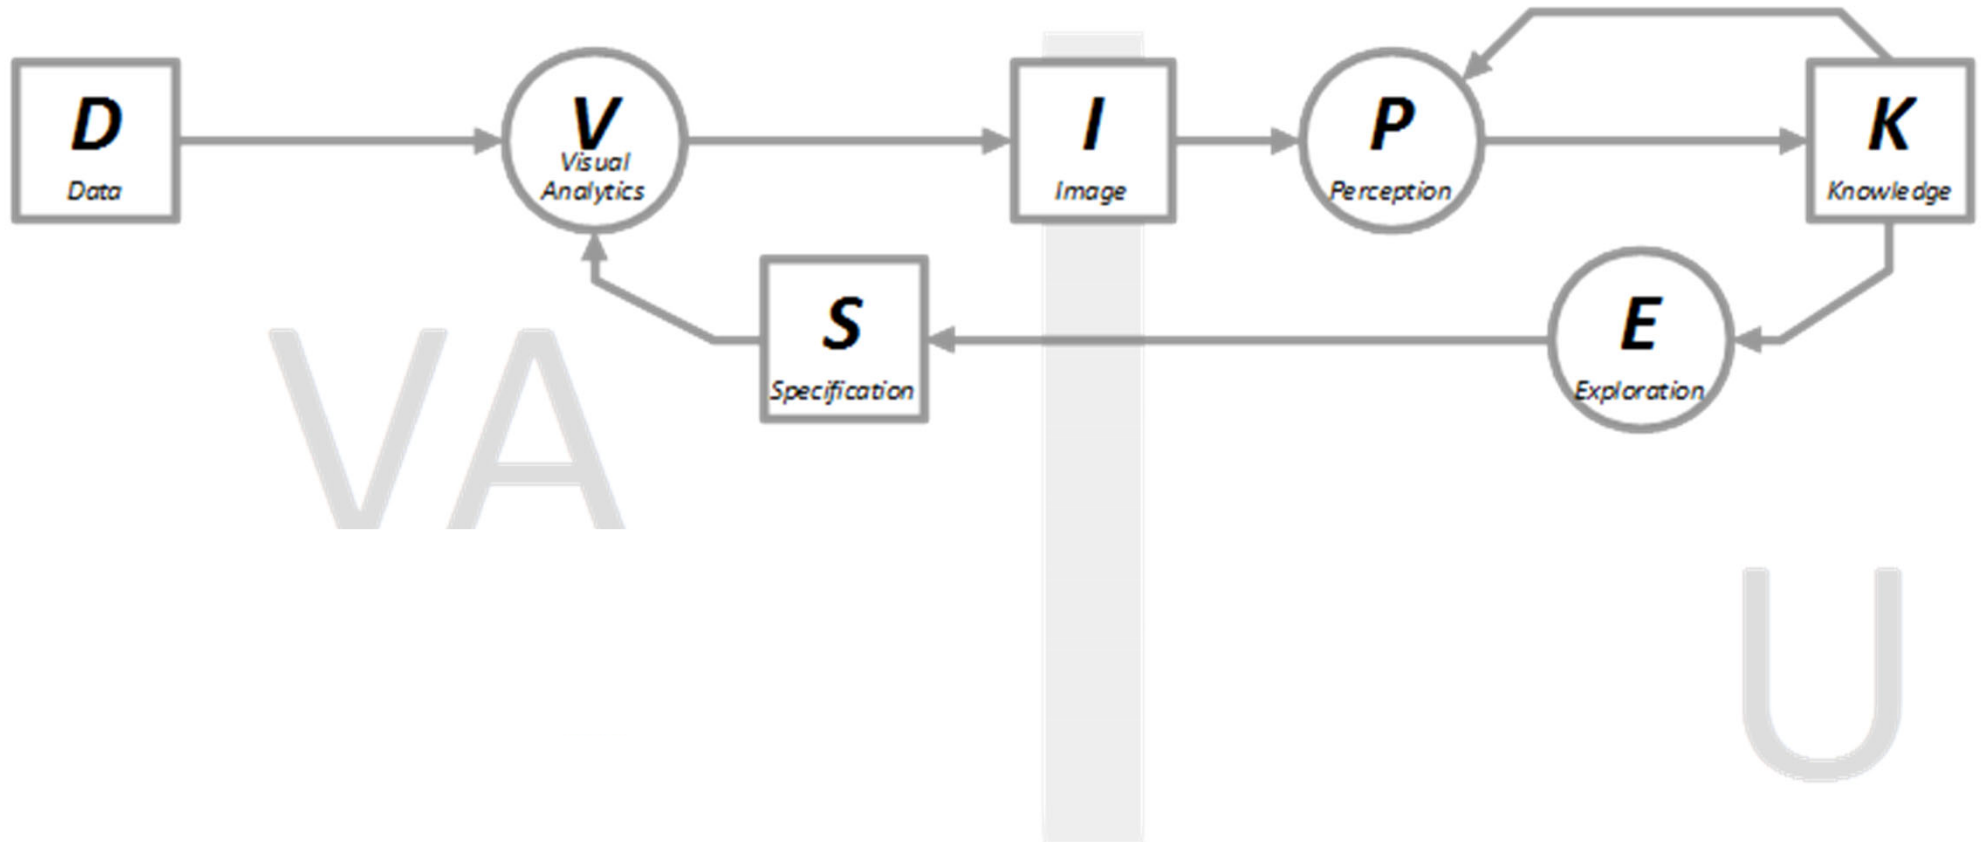 D
Data
V
Visual
Analytics
I
Image
P
Perception
K
Knowledge
S
Specification
E
Exploration
VA
U